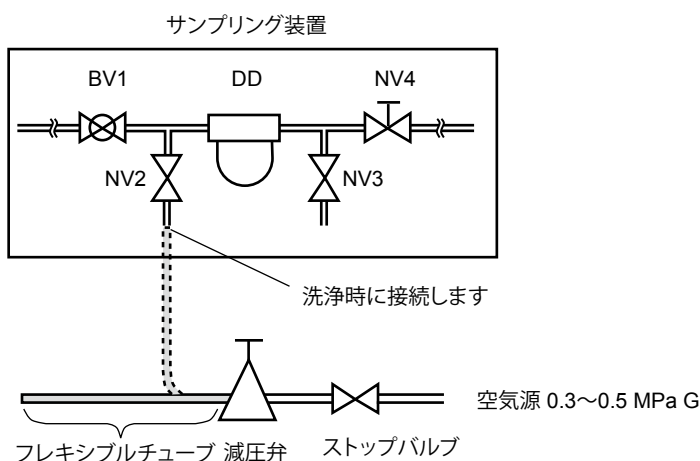 サンプリング装置
BV1
DD
NV4
NV2
NV3
洗浄時に接続します
空気源 0.3～0.5 MPa G
フレキシブルチューブ
減圧弁
ストップバルブ